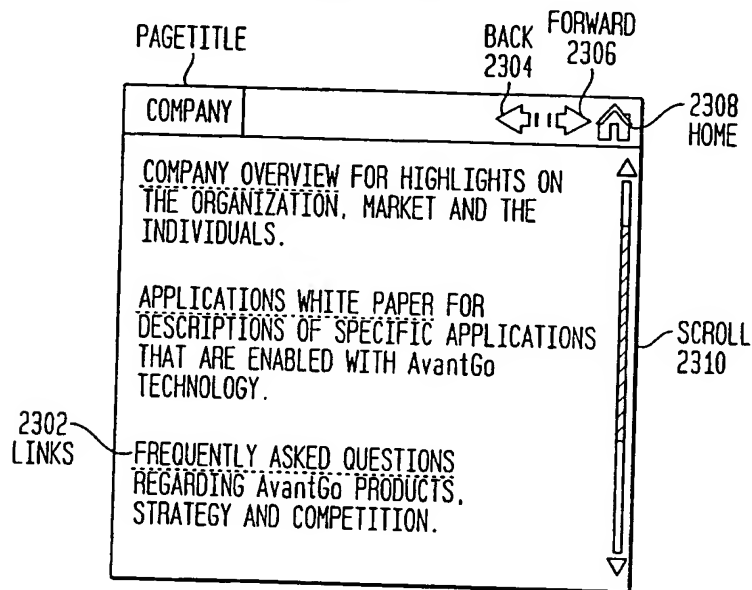 PAGETITLE
BACK
2304
FORWARD
2306
2308
HOME
COMPANY
COMPANY OVERVIEW FOR HIGHLIGHTS ON
THE ORGANIZATION, MARKET AND THE
INDIVIDUALS.
APPLICATIONS WHITE PAPER FOR
DESCRIPTIONS OF SPECIFIC APPLICATIONS
THAT ARE ENABLED WITH AvantGo
TECHNOLOGY.
SCROLL
2310
2302
LINKS
FREQUENTLY ASKED QUESTIONS
REGARDING AvantGo PRODUCTS,
STRATEGY AND COMPETITION.